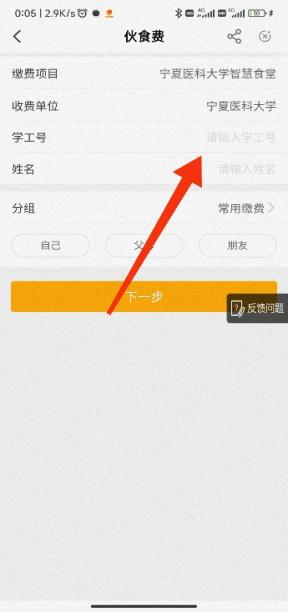 0:05 | 2.9K/s
伙食费
缴费项目 宁夏医科大学智慧食堂
收费单位 宁夏医科大学
学工号 请输入学工号
姓名 请输入姓名
分组 常用缴费
自己 父 朋友
下一步
反馈问题